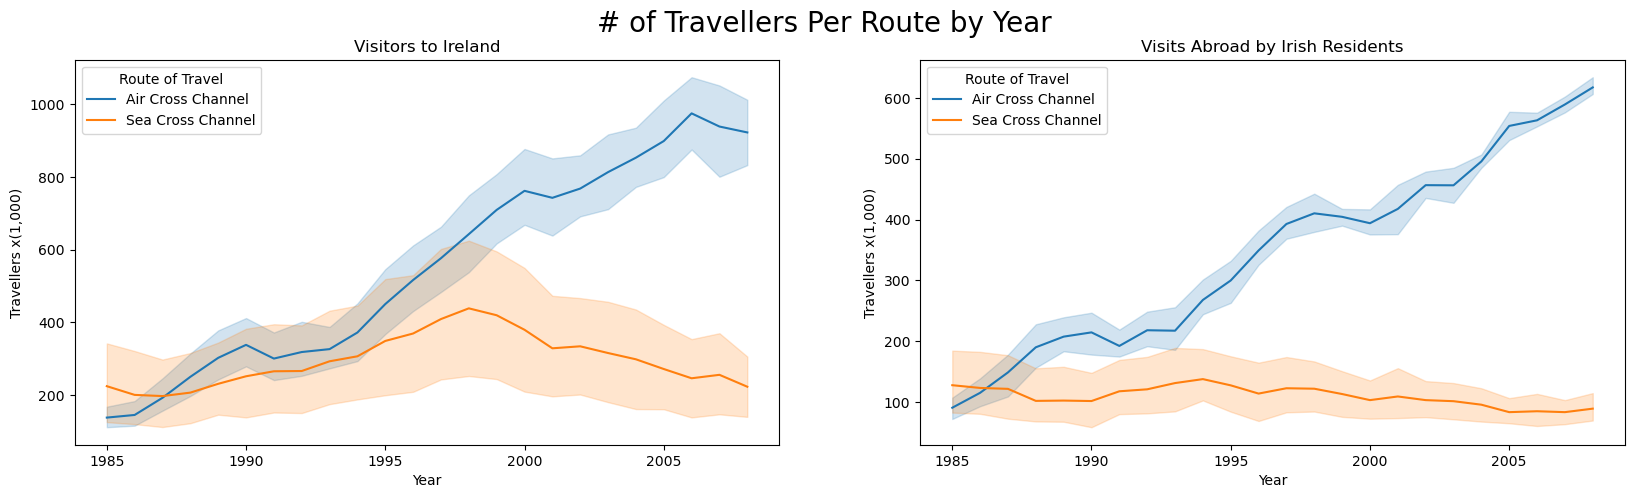 # of Travellers Per Route by Year
Visitors to Ireland
Route of Travel
Air Cross Channel
Sea Cross Channel
1000
800
600
400
200
Travellers x(1,000)
1985
1990
1995
2000
2005
Year
Visits Abroad by Irish Residents
Route of Travel
Air Cross Channel
Sea Cross Channel
600
500
400
300
200
100
Travellers x(1,000)
1985
1990
1995
2000
2005
Year